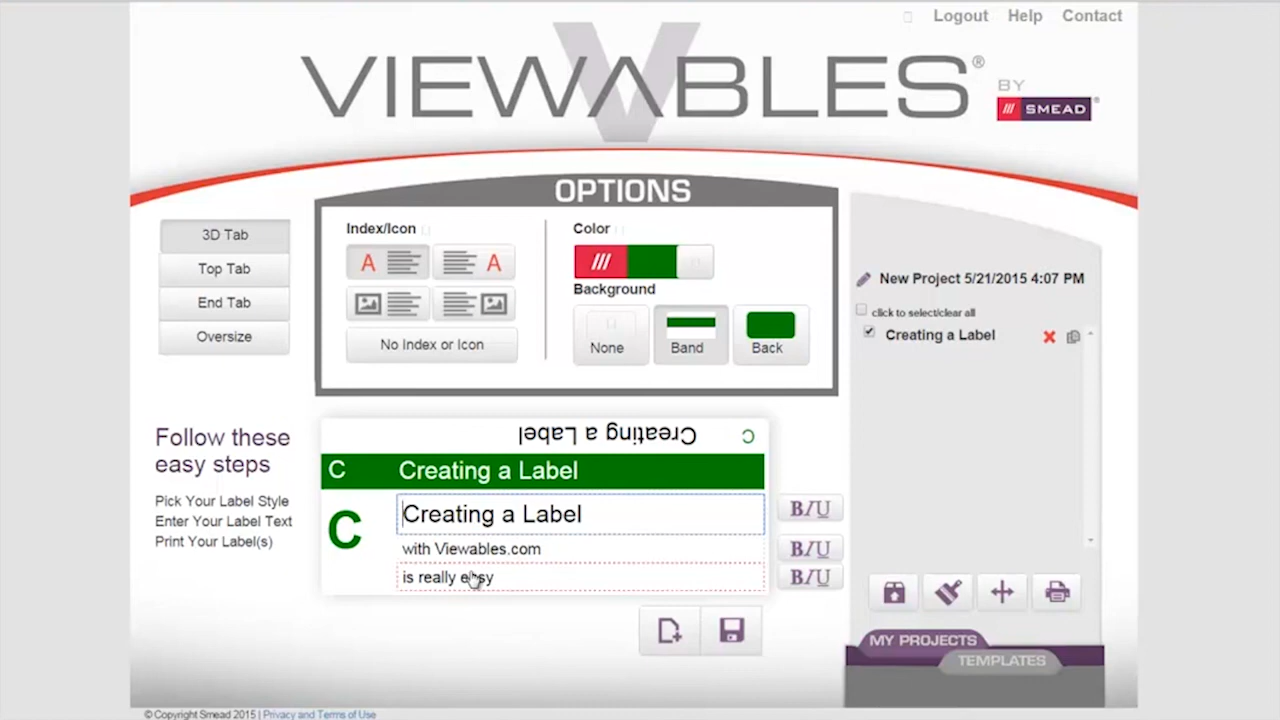 Logout Help Contact
VIEWABLES®
BY
SMEAD®
OPTIONS
3D Tab
Top Tab
End Tab
Oversize
Index/Icon
A
A
No Index or Icon
Color
Background
None
Band
Back
New Project 5/21/2015 4:07 PM
click to select/clear all
Creating a Label
Follow these
easy steps
Pick Your Label Style
Enter Your Label Text
Print Your Label(s)
Creating a Label C
C Creating a Label
C
Creating a Label
B/I/U
with Viewables.com
B/I/U
is really easy
B/I/U
MY PROJECTS
TEMPLATES
© Copyright Smead 2015 | Privacy and Terms of Use